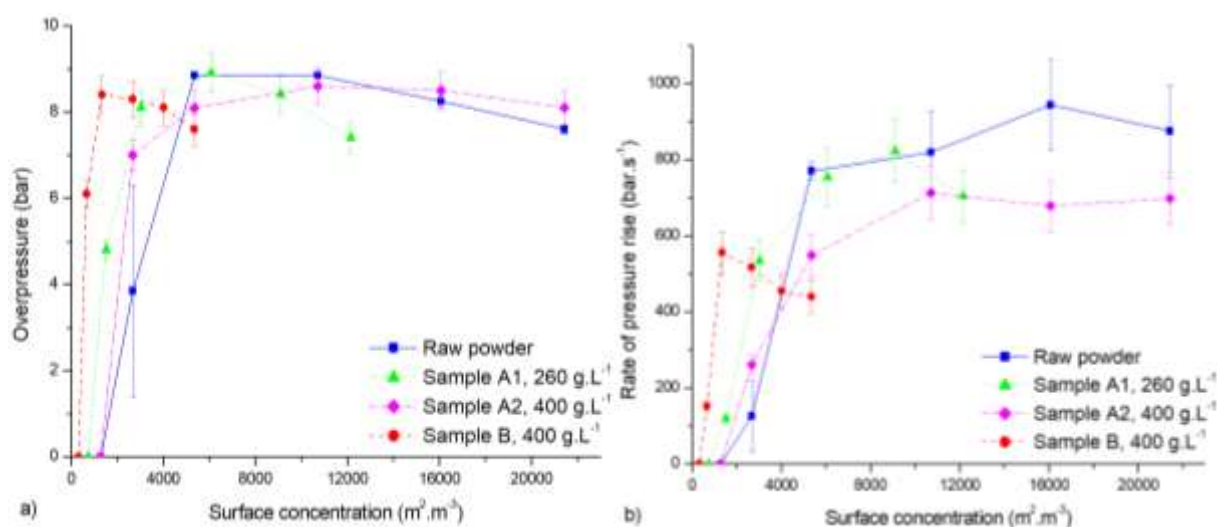 10
8
6
4
2
0
Overpressure (bar)
Raw powder
Sample A1, 260 g.L⁻¹
Sample A2, 400 g.L⁻¹
Sample B, 400 g.L⁻¹
0 4000 8000 12000 16000 20000
a) Surface concentration (m².m⁻³)
1000
800
600
400
200
0
Rate of pressure rise (bar.s⁻¹)
Raw powder
Sample A1, 260 g.L⁻¹
Sample A2, 400 g.L⁻¹
Sample B, 400 g.L⁻¹
0 4000 8000 12000 16000 20000
b) Surface concentration (m².m⁻³)